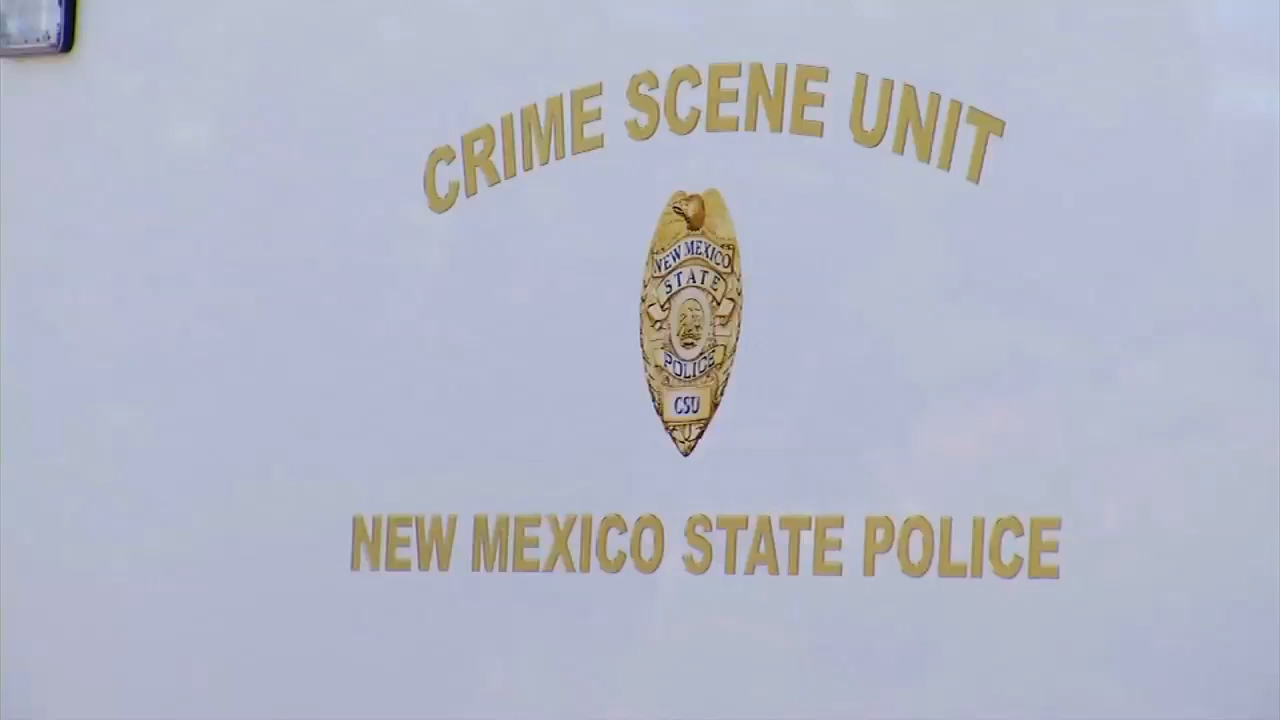 CRIME SCENE UNIT
NEW MEXICO
STATE
POLICE
CSU
NEW MEXICO STATE POLICE